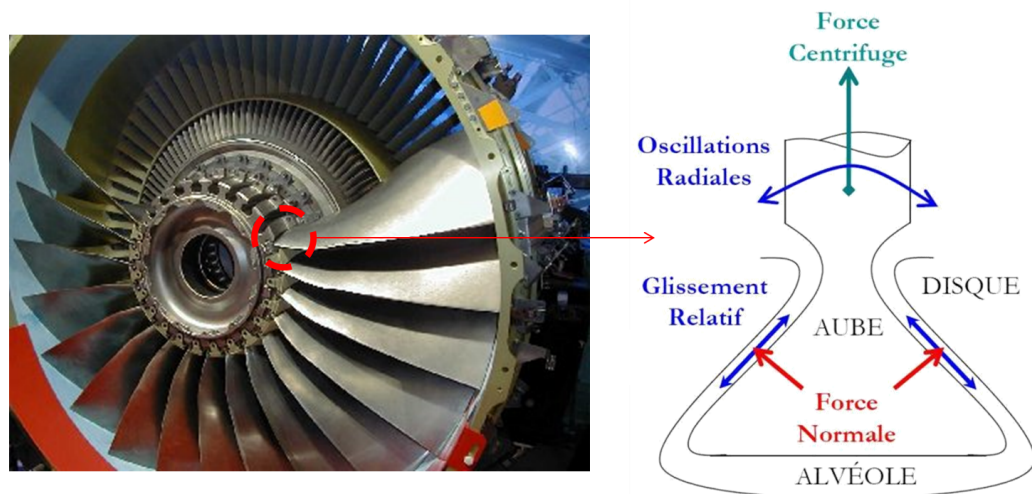 Force
Centrifuge
Oscillations
Radiales
Glissement
Relatif
DISQUE
AUBE
Force
Normale
ALVÉOLE